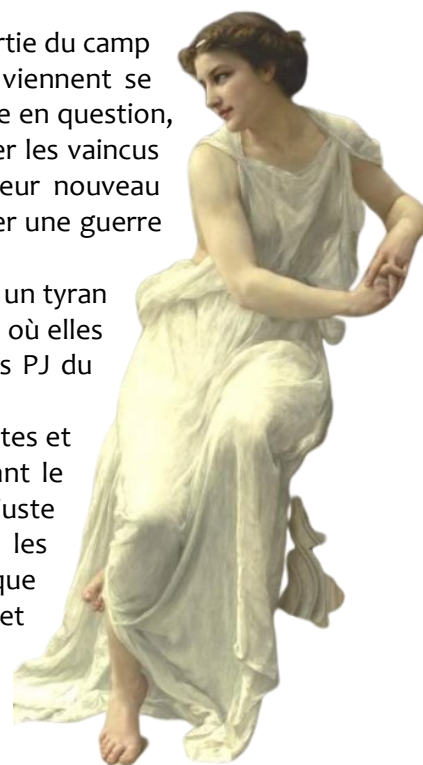 rtie du camp
viennent se
e en question,
er les vaincus
eur nouveau
er une guerre
un tyran
où elles
s PJ du
tes et
ant le
uste
les
que
et